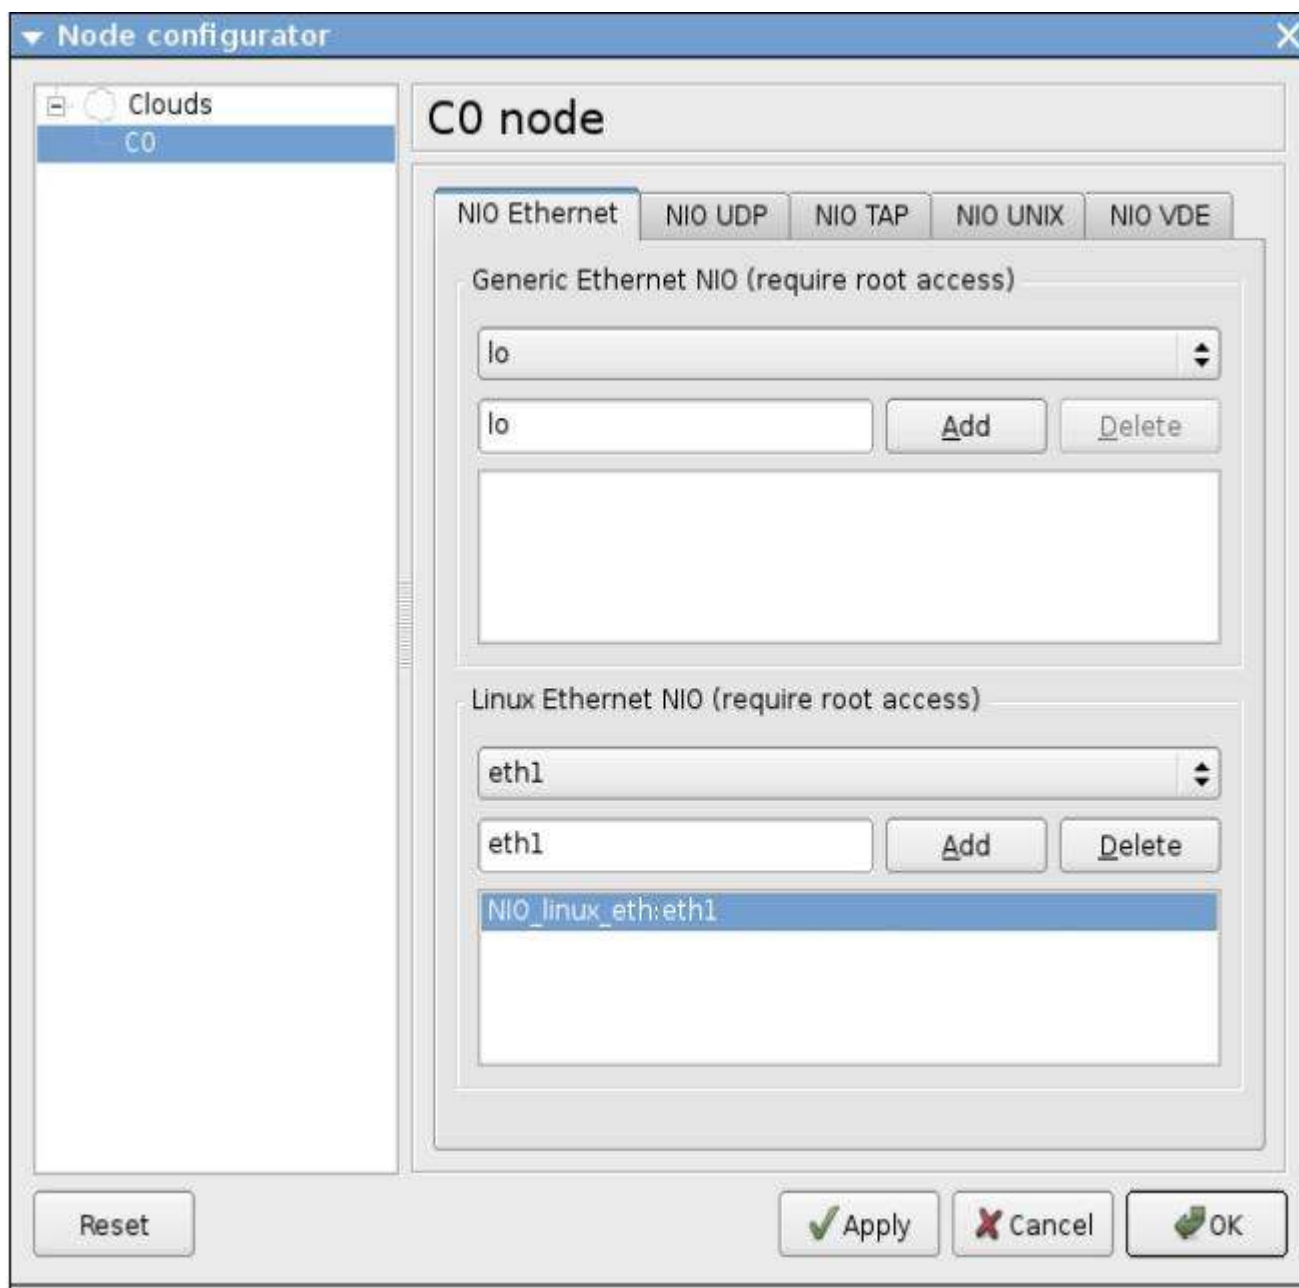 Node configurator
Clouds
C0
C0 node
NIO Ethernet NIO UDP NIO TAP NIO UNIX NIO VDE
Generic Ethernet NIO (require root access)
lo
lo Add Delete
Linux Ethernet NIO (require root access)
eth1
eth1 Add Delete
NIO_linux_eth:eth1
Reset Apply Cancel OK